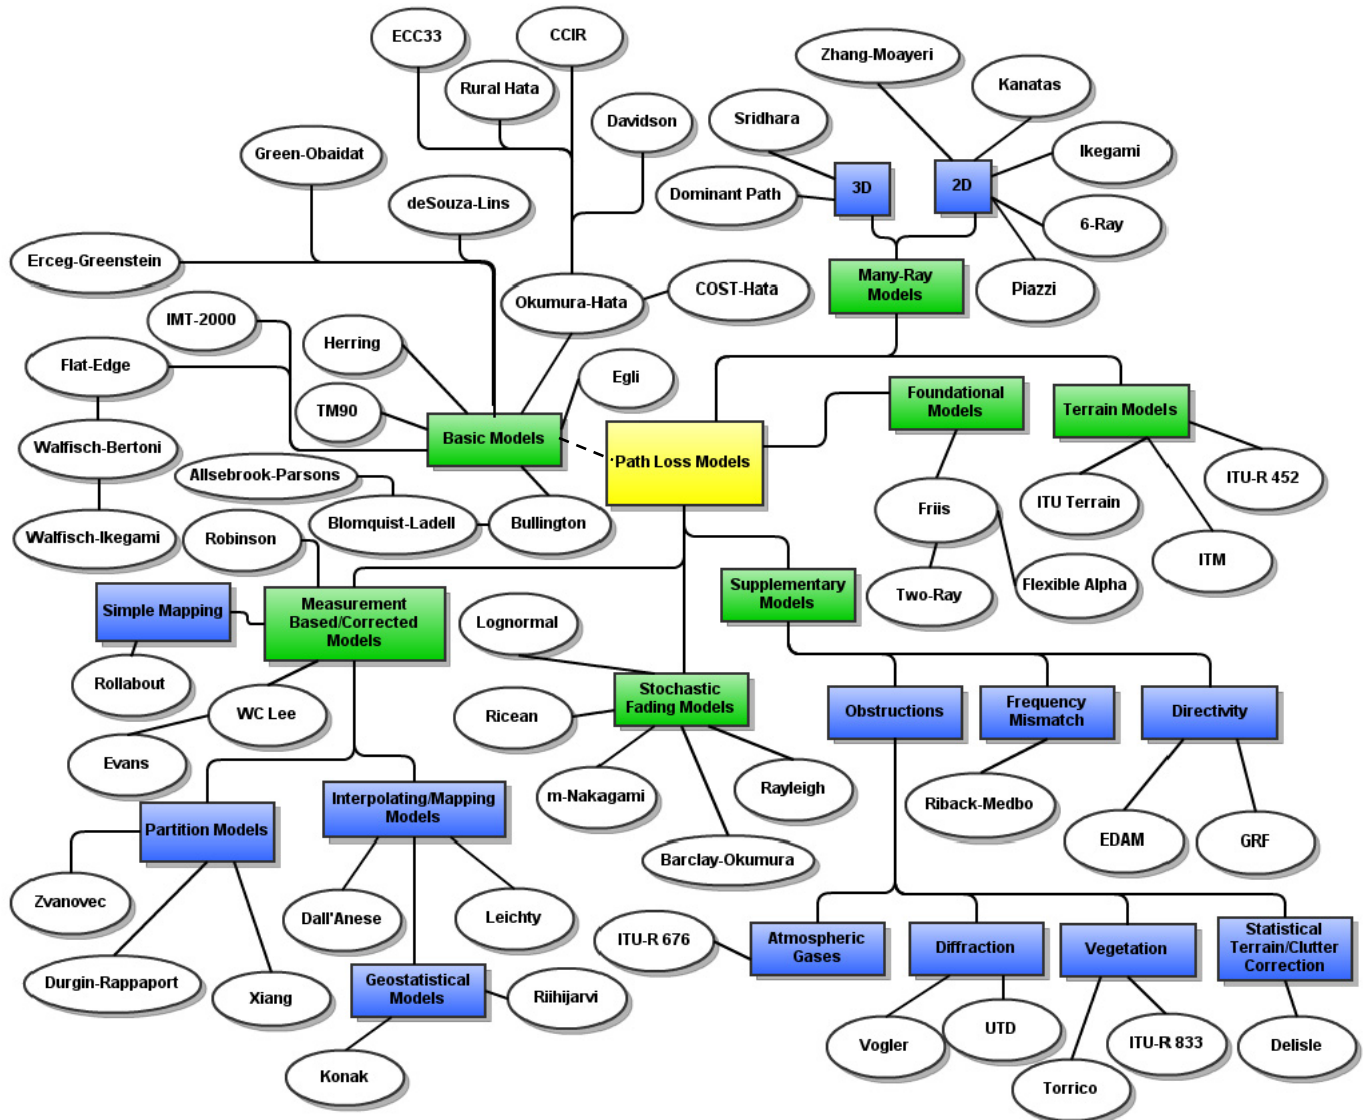 ECC33
CCIR
Zhang-Moayeri
Rural Hata
Kanatas
Davidson
Sridhara
Green-Obaidat
Ikegami
3D
2D
Dominant Path
deSouza-Lins
6-Ray
Erceg-Greenstein
Okumura-Hata
COST-Hata
Many-Ray
Models
Piazzi
IMT-2000
Herring
Flat-Edge
Egli
Foundational
Models
Terrain Models
TM90
Basic Models
Walfisch-Bertoni
Path Loss Models
Allsebrook-Parsons
ITU-R 452
ITU Terrain
Friis
Blomquist-Ladell
Bullington
Walfisch-Ikegami
Robinson
ITM
Flexible Alpha
Two-Ray
Supplementary
Models
Simple Mapping
Measurement
Based/Corrected
Models
Lognormal
Rollabout
Stochastic
Fading Models
Obstructions
Frequency
Mismatch
Directivity
WC Lee
Ricean
Evans
m-Nakagami
Rayleigh
Riback-Medbo
Interpolating/Mapping
Models
Partition Models
EDAM
GRF
Barclay-Okumura
Zvanovec
Dall'Anese
Leichty
ITU-R 676
Atmospheric
Gases
Diffraction
Vegetation
Statistical
Terrain/Clutter
Correction
Durgin-Rappaport
Xiang
Geostatistical
Models
Riihijarvi
Vogler
UTD
ITU-R 833
Delisle
Konak
Torrico